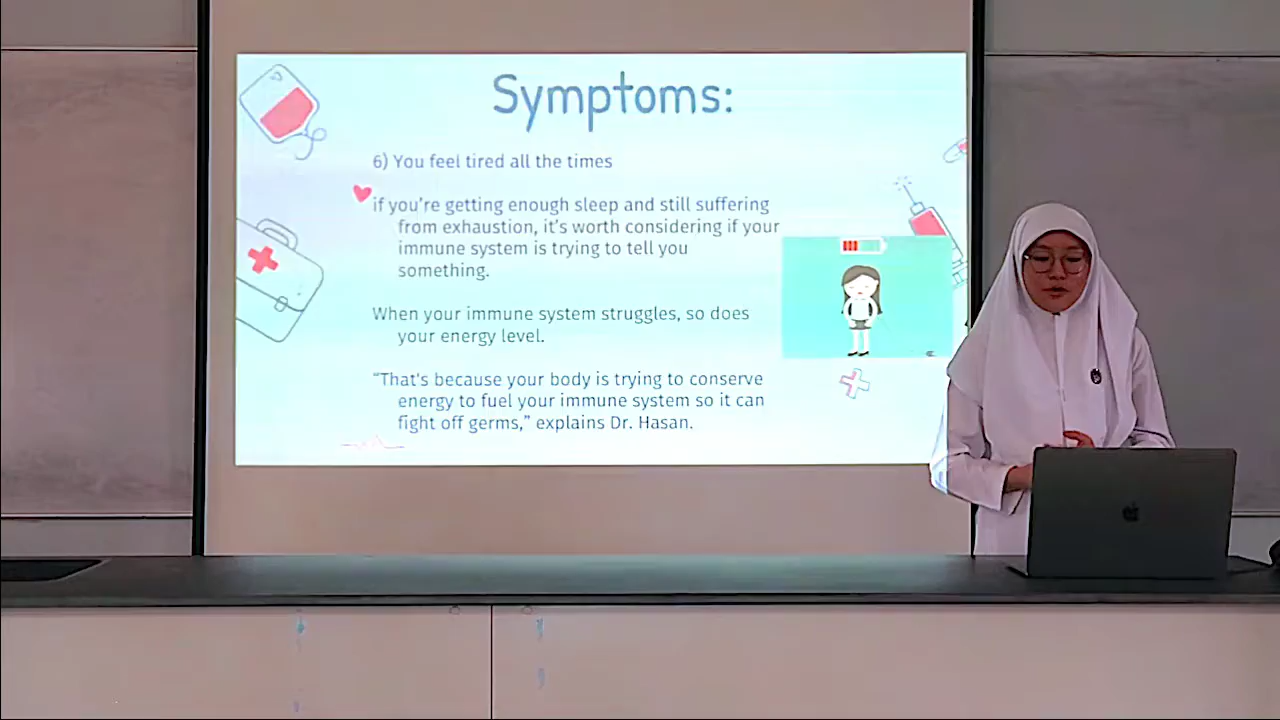 Symptoms:
6) You feel tired all the times
if you're getting enough sleep and still suffering
from exhaustion, it's worth considering if your
immune system is trying to tell you
something.
When your immune system struggles, so does
your energy level.
"That's because your body is trying to conserve
energy to fuel your immune system so it can
fight off germs," explains Dr. Hasan.